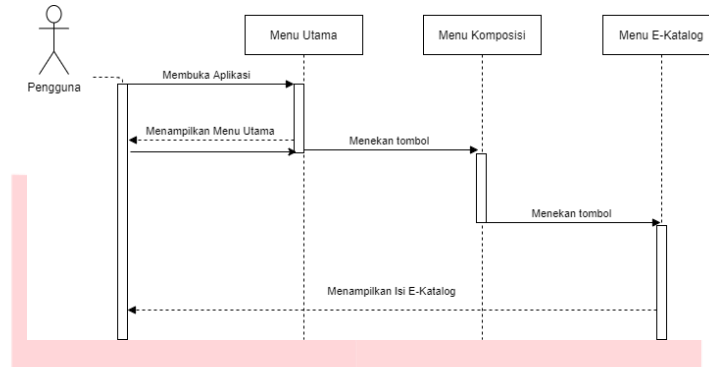 Menu Utama
Menu Komposisi
Menu E-Katalog
Pengguna
Membuka Aplikasi
Menampilkan Menu Utama
Menekan tombol
Menekan tombol
Menampilkan Isi E-Katalog